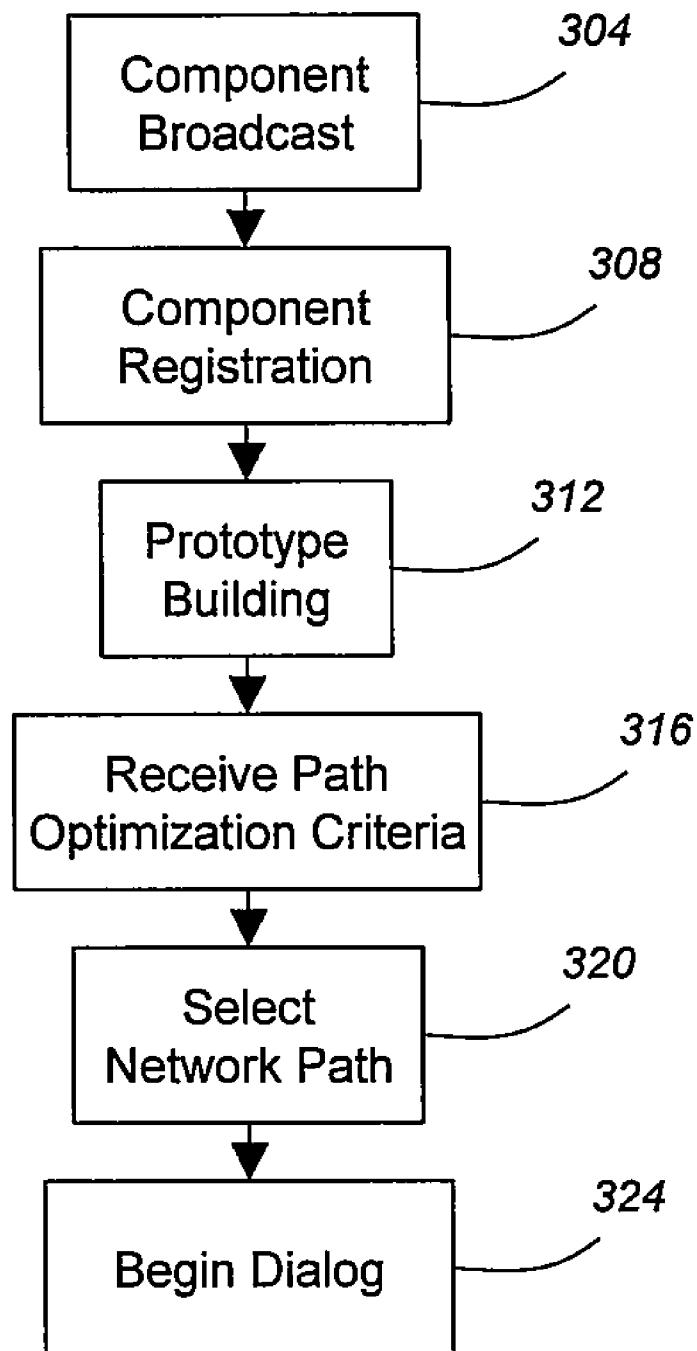 304
Component
Broadcast
308
Component
Registration
312
Prototype
Building
316
Receive Path
Optimization Criteria
320
Select
Network Path
324
Begin Dialog